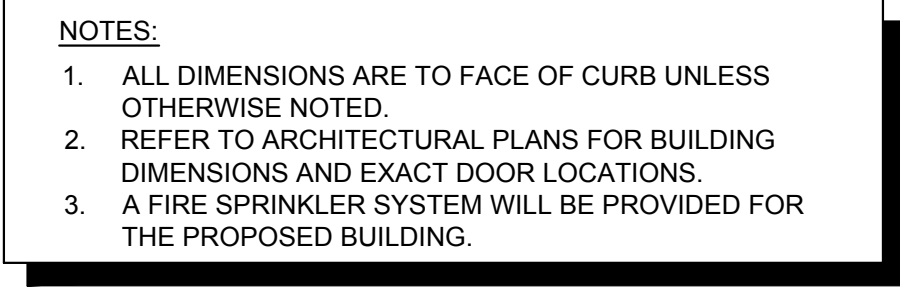 NOTES:
1. ALL DIMENSIONS ARE TO FACE OF CURB UNLESS
OTHERWISE NOTED.
2. REFER TO ARCHITECTURAL PLANS FOR BUILDING
DIMENSIONS AND EXACT DOOR LOCATIONS.
3. A FIRE SPRINKLER SYSTEM WILL BE PROVIDED FOR
THE PROPOSED BUILDING.